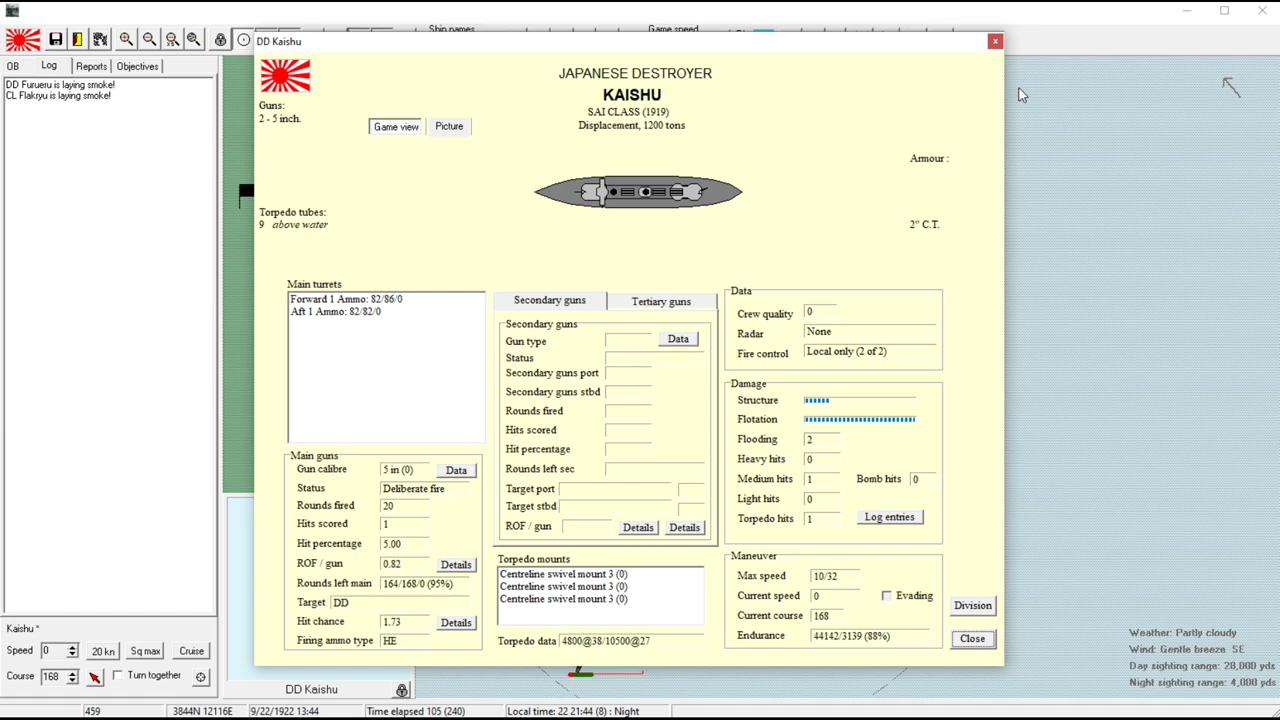 Ship names
Game speed
DD Kaishu
OB
Log
Reports
Objectives
DD Furueru is laying smoke!
CL Flakryu is laying smoke!
JAPANESE DESTROYER
KAISHU
SAI CLASS (1919)
Displacement, 1200 tons
Guns:
2 - 5 inch.
Game view
Picture
Armour :
Torpedo tubes:
9 above water
2" C.T.
Main turrets
Forward 1 Ammo: 82/86/0
Aft 1 Ammo: 82/82/0
Main guns
Gun calibre 5 in (0) Data
Status Deliberate fire
Rounds fired 20
Hits scored 1
Hit percentage 5.00
ROF / gun 0.82 Details
Rounds left main 164/168/0 (95%)
Target DD
Hit chance 1.73 Details
Firing ammo type HE
Secondary guns
Tertiary guns
Secondary guns
Gun type Data
Status
Secondary guns port
Secondary guns stbd
Rounds fired
Hits scored
Hit percentage
Rounds left sec
Target port
Target stbd
ROF / gun Details Details
Torpedo mounts
Centreline swivel mount 3 (0)
Centreline swivel mount 3 (0)
Centreline swivel mount 3 (0)
Torpedo data 4800@38/10500@27
Data
Crew quality 0
Radar None
Fire control Local only (2 of 2)
Damage
Structure
Flotation
Flooding 2
Heavy hits 0
Medium hits 1 Bomb hits 0
Light hits 0
Torpedo hits 1 Log entries
Maneuver
Max speed 10/32
Current speed 0 Evading
Current course 168
Endurance 44142/3139 (88%)
Division
Close
Kaishu *
Speed 0 20 kn Sq max Cruise
Course 168 Turn together
DD Kaishu
Weather: Partly cloudy
Wind: Gentle breeze SE
Day sighting range: 28,000 yds
Night sighting range: 4,000 yds
459
3844N 12116E
9/22/1922 13:44
Time elapsed 105 (240)
Local time: 22 21:44 (8) : Night